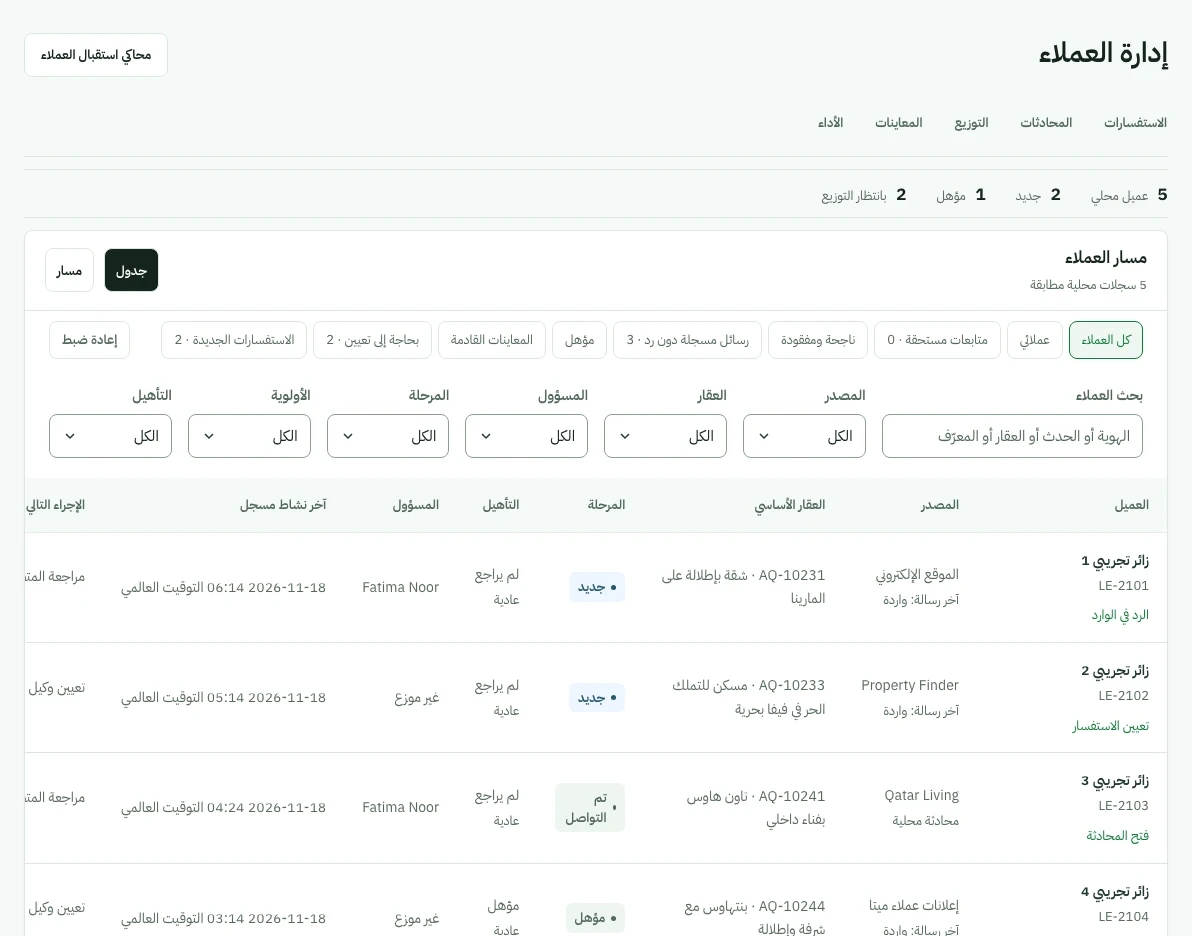 إدارة العملاء
محاكي استقبال العملاء
الاستفسارات
المحادثات
التوزيع
المعاينات
الأداء
5 عميل محلي
2 جديد
1 مؤهل
2 بانتظار التوزيع
مسار العملاء
5 سجلات محلية مطابقة
جدول
مسار
كل العملاء
عملائي
متابعات مستحقة · 0
ناجحة ومفقودة
رسائل مسجلة دون رد · 3
مؤهل
المعاينات القادمة
بحاجة إلى تعيين · 2
الاستفسارات الجديدة · 2
إعادة ضبط
بحث العملاء
المصدر
العقار
المسؤول
المرحلة
الأولوية
التأهيل
الهوية أو الحدث أو العقار أو المعرّف
الكل
الكل
الكل
الكل
الكل
الكل
العميل
المصدر
العقار الأساسي
المرحلة
التأهيل
المسؤول
آخر نشاط مسجل
الإجراء التالي
زائر تجريبي 1
LE-2101
الرد في الوارد
الموقع الإلكتروني
آخر رسالة: واردة
AQ-10231 · شقة بإطلالة على
المارينا
جديد
لم يراجع
عادية
Fatima Noor
2026-11-18 06:14 التوقيت العالمي
مراجعة
زائر تجريبي 2
LE-2102
تعيين الاستفسار
Property Finder
آخر رسالة: واردة
AQ-10233 · مسكن للتملك
الحر في فيفا بحرية
جديد
لم يراجع
عادية
غير موزع
2026-11-18 05:14 التوقيت العالمي
تعيين وكيل
زائر تجريبي 3
LE-2103
فتح المحادثة
Qatar Living
محادثة محلية
AQ-10241 · تاون هاوس
بفناء داخلي
تم
التواصل
لم يراجع
عادية
Fatima Noor
2026-11-18 04:24 التوقيت العالمي
مراجعة
زائر تجريبي 4
LE-2104
إعلانات عملاء ميتا
آخر رسالة: واردة
AQ-10244 · بنتهاوس مع
شرفة وإطلالة
مؤهل
مؤهل
عادية
غير موزع
2026-11-18 03:14 التوقيت العالمي
تعيين وكيل